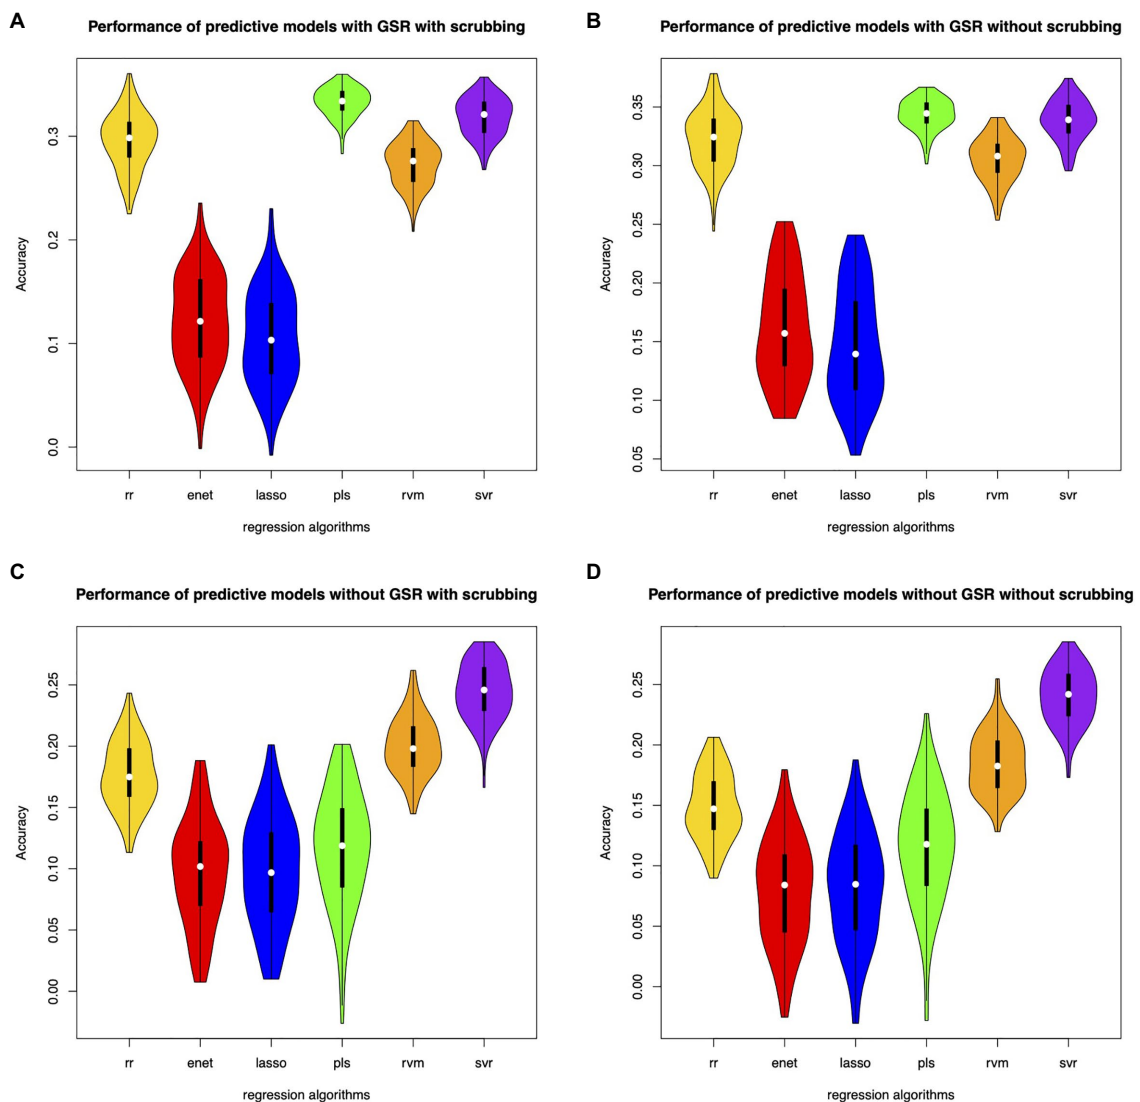 A
Performance of predictive models with GSR with scrubbing
Accuracy
0.3
0.2
0.1
0.0
rr enet lasso pls rvm svr
regression algorithms
B
Performance of predictive models with GSR without scrubbing
Accuracy
0.35
0.30
0.25
0.20
0.15
0.10
0.05
rr enet lasso pls rvm svr
regression algorithms
C
Performance of predictive models without GSR with scrubbing
Accuracy
0.25
0.20
0.15
0.10
0.05
0.00
rr enet lasso pls rvm svr
regression algorithms
D
Performance of predictive models without GSR without scrubbing
Accuracy
0.25
0.20
0.15
0.10
0.05
0.00
rr enet lasso pls rvm svr
regression algorithms